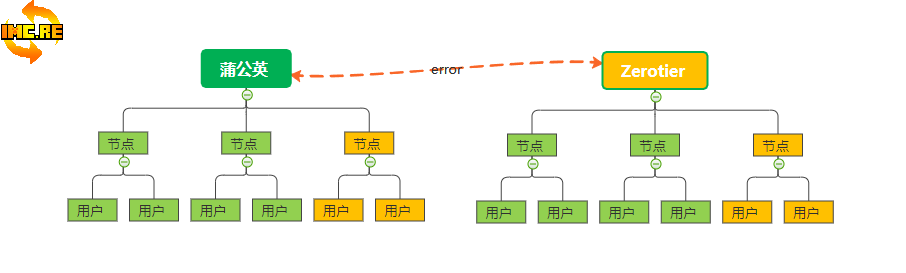 IMC.RE
蒲公英
error
Zerotier
节点 节点 节点 节点 节点 节点
用户 用户 用户 用户 用户 用户 用户 用户 用户 用户 用户 用户